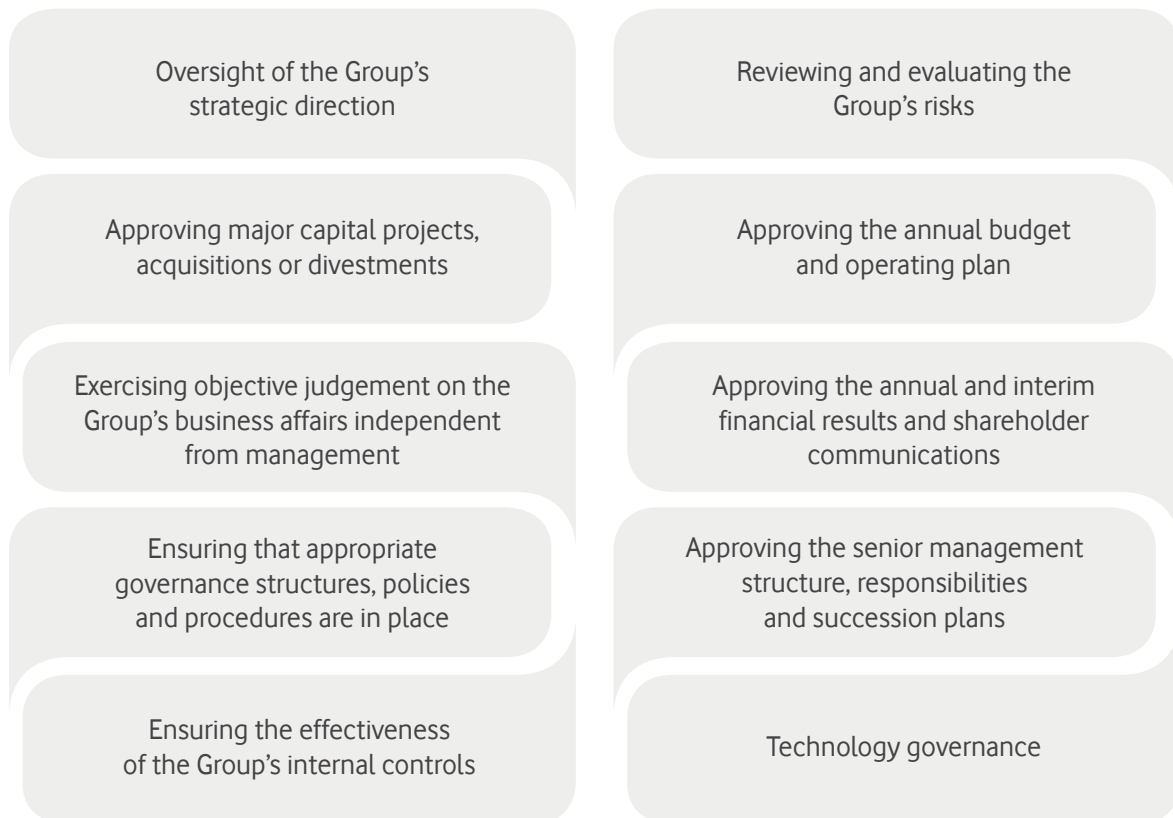 Oversight of the Group’s
strategic direction
Approving major capital projects,
acquisitions or divestments
Exercising objective judgement on the
Group’s business affairs independent
from management
Ensuring that appropriate
governance structures, policies
and procedures are in place
Ensuring the effectiveness
of the Group’s internal controls
Reviewing and evaluating the
Group’s risks
Approving the annual budget
and operating plan
Approving the annual and interim
financial results and shareholder
communications
Approving the senior management
structure, responsibilities
and succession plans
Technology governance